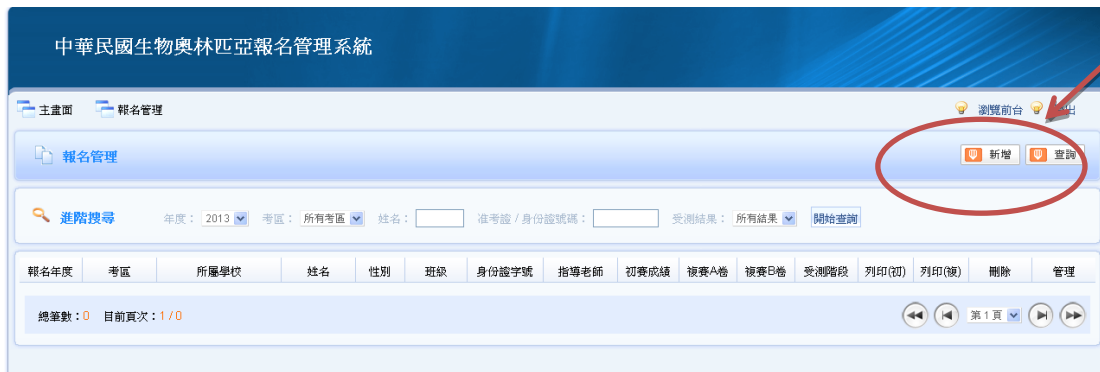 中華民國生物奧林匹亞報名管理系統
主畫面 報名管理 瀏覽前台 出
報名管理 新增 查詢
進階搜尋 年度： 2013 考區： 所有考區 姓名： 准考證 / 身份證號碼： 受測結果： 所有結果 開始查詢
報名年度 考區 所屬學校 姓名 性別 班級 身份證字號 指導老師 初賽成績 複賽A卷 複賽B卷 受測階段 列印(初) 列印(複) 刪除 管理
總筆數：0 目前頁次：1 / 0 第 1 頁